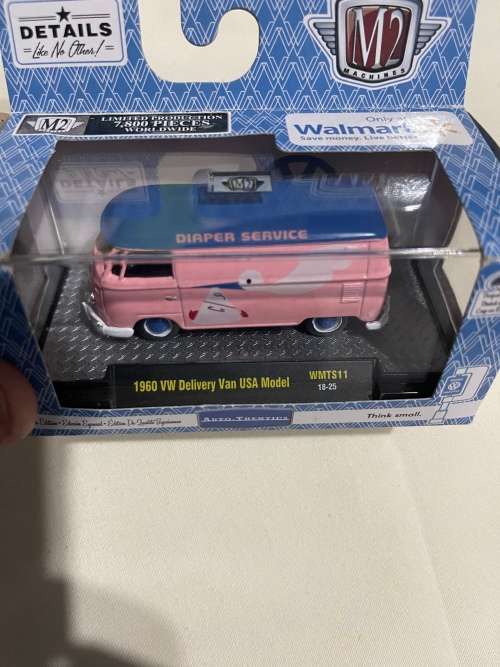 DETAILS
Like No Other!
M2
MACHINES
M2
LIMITED PRODUCTION
7,800 PIECES
WORLDWIDE
Only at
Walmart
Save money. Live better.
M2
DIAPER SERVICE
1960 VW Delivery Van USA Model
WMTS11
18-25
AUTO-THENTICS
Think small.